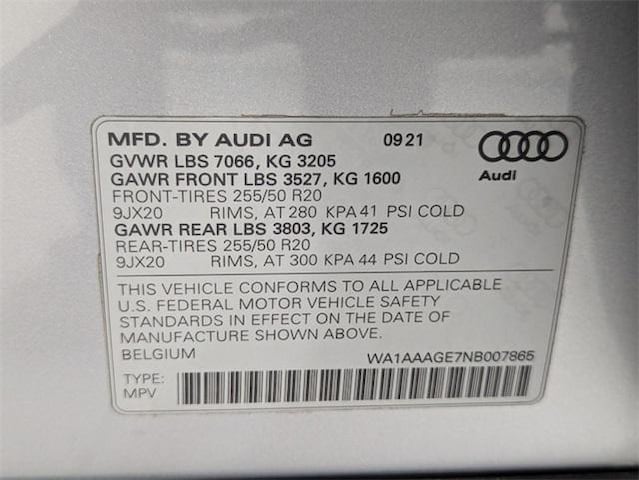 MFD. BY AUDI AG 09 21
GVWR LBS 7066, KG 3205
GAWR FRONT LBS 3527, KG 1600
FRONT-TIRES 255/50 R20
9JX20 RIMS, AT 280 KPA 41 PSI COLD
GAWR REAR LBS 3803, KG 1725
REAR-TIRES 255/50 R20
9JX20 RIMS, AT 300 KPA 44 PSI COLD
Audi
THIS VEHICLE CONFORMS TO ALL APPLICABLE
U.S. FEDERAL MOTOR VEHICLE SAFETY
STANDARDS IN EFFECT ON THE DATE OF
MANUFACTURE SHOWN ABOVE.
BELGIUM WA1AAAGE7NB007865
TYPE:
MPV